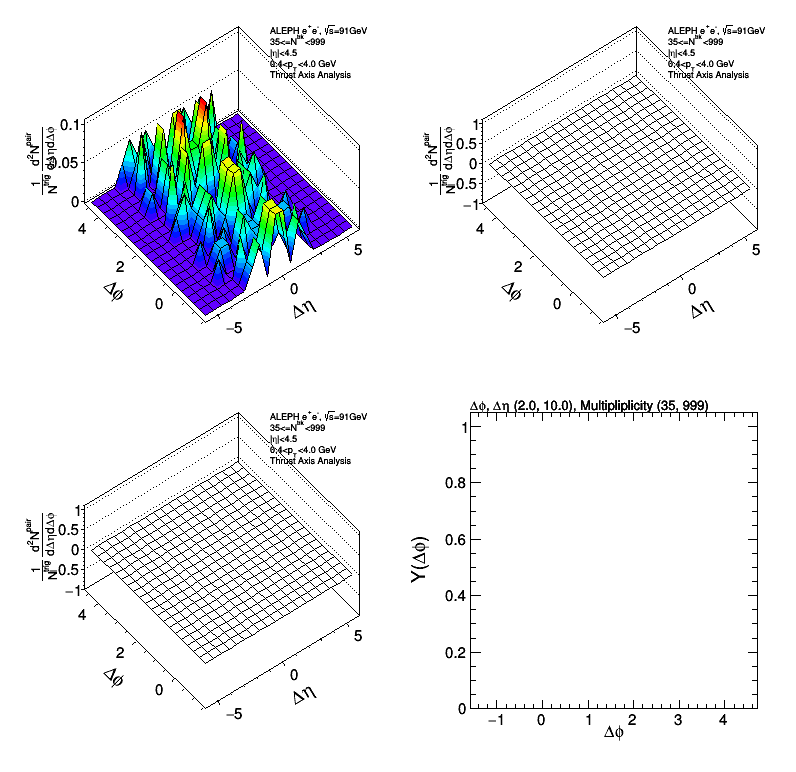 ALEPH e⁺e⁻, √s=91GeV
35<=N^trk<999
|η|<4.5
0.4<p_T<4.0 GeV
Thrust Axis Analysis
1/N^trig d²N^pair/dΔηdΔφ
0.1
0.05
0
4
2
0
Δφ
−5
0
5
Δη
ALEPH e⁺e⁻, √s=91GeV
35<=N^trk<999
|η|<4.5
0.4<p_T<4.0 GeV
Thrust Axis Analysis
1/N^trig d²N^pair/dΔηdΔφ
1
0.5
0
−0.5
−1
4
2
0
Δφ
−5
0
5
Δη
ALEPH e⁺e⁻, √s=91GeV
35<=N^trk<999
|η|<4.5
0.4<p_T<4.0 GeV
Thrust Axis Analysis
1/N^trig d²N^pair/dΔηdΔφ
1
0.5
0
−0.5
−1
4
2
0
Δφ
−5
0
5
Δη
Δφ, Δη (2.0, 10.0), Multipliplicity (35, 999)
Y(Δφ)
1
0.8
0.6
0.4
0.2
0
−1 0 1 2 3 4
Δφ